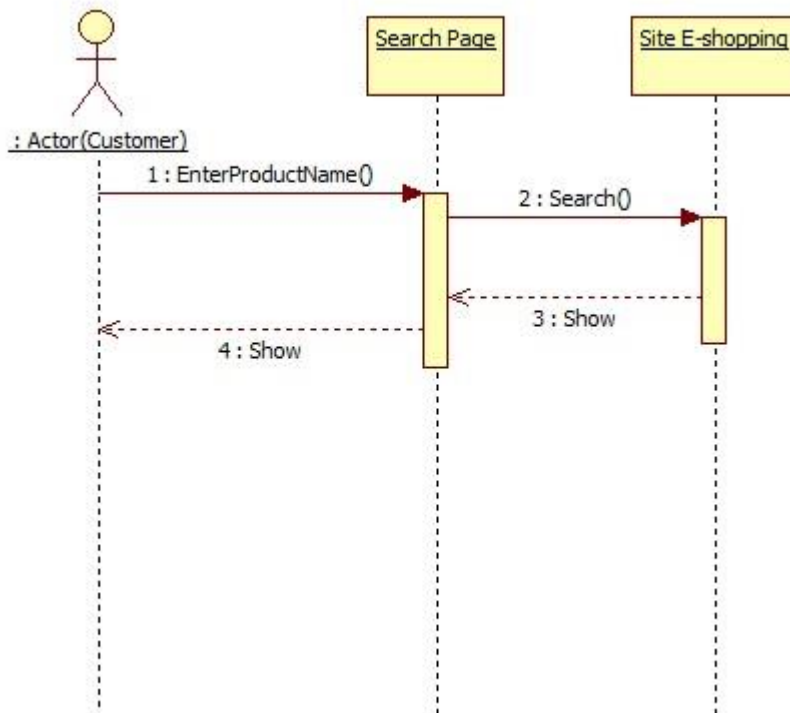 Search Page
Site E-shopping
: Actor(Customer)
1 : EnterProductName()
2 : Search()
3 : Show
4 : Show